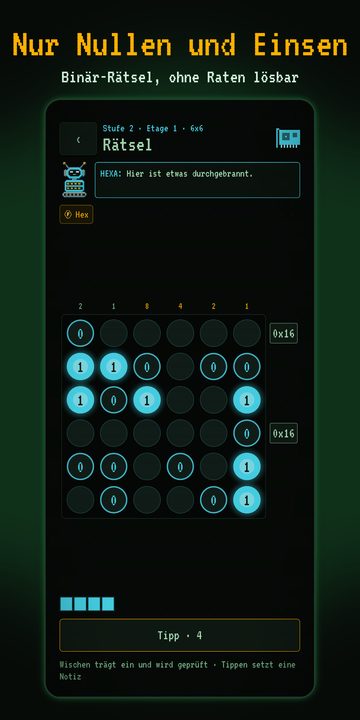 Nur Nullen und Einsen
Binär-Rätsel, ohne Raten lösbar
Stufe 2 · Etage 1 · 6x6
Rätsel
HEXA: Hier ist etwas durchgebrannt.
Hex
2 1 8 4 2 1
0 0x16
1 1 0 0 0
1 0 1 1
0 0x16
0 0 0 1
0 0 1
Tipp · 4
Wischen trägt ein und wird geprüft · Tippen setzt eine
Notiz